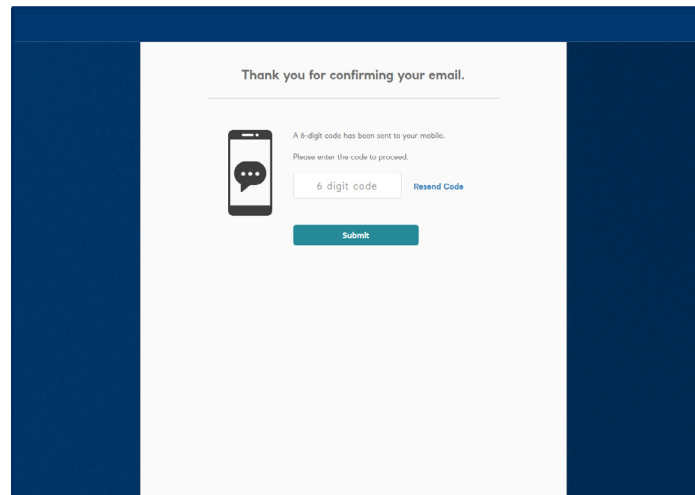 Thank you for confirming your email.
A 6-digit code has been sent to your mobile.
Please enter the code to proceed.
6 digit code
Resend Code
Submit